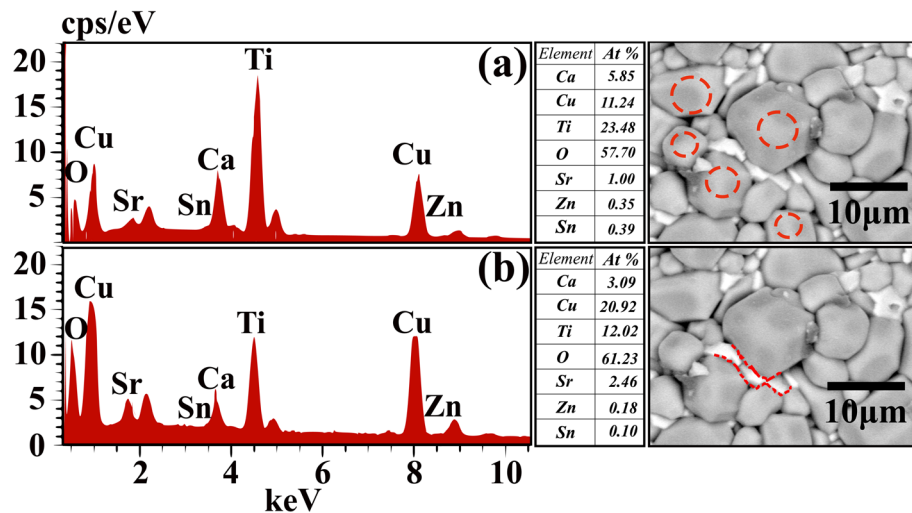 cps/eV
20
15
10
5
O
Cu
Sr
Sn
Ca
Ti
Cu
Zn
(a)
Element At %
Ca 5.85
Cu 11.24
Ti 23.48
O 57.70
Sr 1.00
Zn 0.35
Sn 0.39
10µm
20
15
10
5
0
O
Cu
Sr
Sn
Ca
Ti
Cu
Zn
(b)
Element At %
Ca 3.09
Cu 20.92
Ti 12.02
O 61.23
Sr 2.46
Zn 0.18
Sn 0.10
10µm
2 4 6 8 10
keV